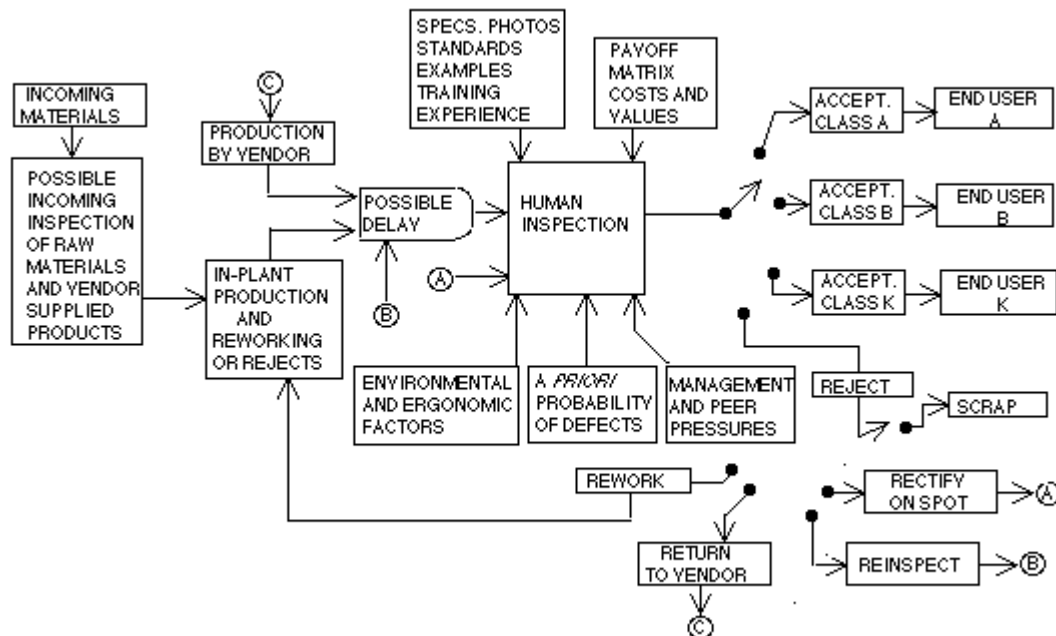 SPECS. PHOTOS
STANDARDS
EXAMPLES
TRAINING
EXPERIENCE
PAYOFF
MATRIX
COSTS AND
VALUES
C
INCOMING
MATERIALS
PRODUCTION
BY VENDOR
ACCEPT.
CLASS A
END USER
A
POSSIBLE
INCOMING
INSPECTION
OF RAW
MATERIALS
AND VENDOR
SUPPLIED
PRODUCTS
POSSIBLE
DELAY
HUMAN
INSPECTION
ACCEPT.
CLASS B
END USER
B
IN-PLANT
PRODUCTION
AND
REWORKING
OR REJECTS
A
B
ACCEPT.
CLASS K
END USER
K
ENVIRONMENTAL
AND ERGONOMIC
FACTORS
A PRIORI
PROBABILITY
OF DEFECTS
MANAGEMENT
AND PEER
PRESSURES
REJECT
SCRAP
REWORK
RECTIFY
ON SPOT
A
RETURN
TO VENDOR
REINSPECT
B
C